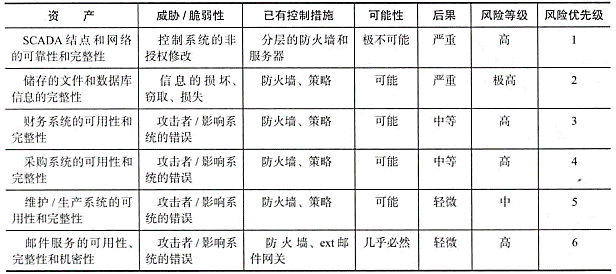 资 产 威胁 / 脆弱性 已有控制措施 可能性 后果 风险等级 风险优先级
SCADA 结点和网络 控制系统的非 分层的防火墙和 极不可能 严重 高 1
的可靠性和完整性 授权修改 服务器
储存的文件和数据库 信息的损坏、 防火墙、策略 可能 严重 极高 2
信息的完整性 窃取、损失
财务系统的可用性和 攻击者 / 影响系 防火墙、策略 可能 中等 高 3
完整性 统的错误
采购系统的可用性和 攻击者 / 影响系 防火墙、策略 可能 中等 高 4
完整性 统的错误
维护 / 生产系统的可 攻击者 / 影响系 防火墙、策略 可能 轻微 中 5
用性和完整性 统的错误
邮件服务的可用性、 攻击者 / 影响系 防火墙、ext 邮 几乎必然 轻微 高 6
完整性和机密性 统的错误 件网关